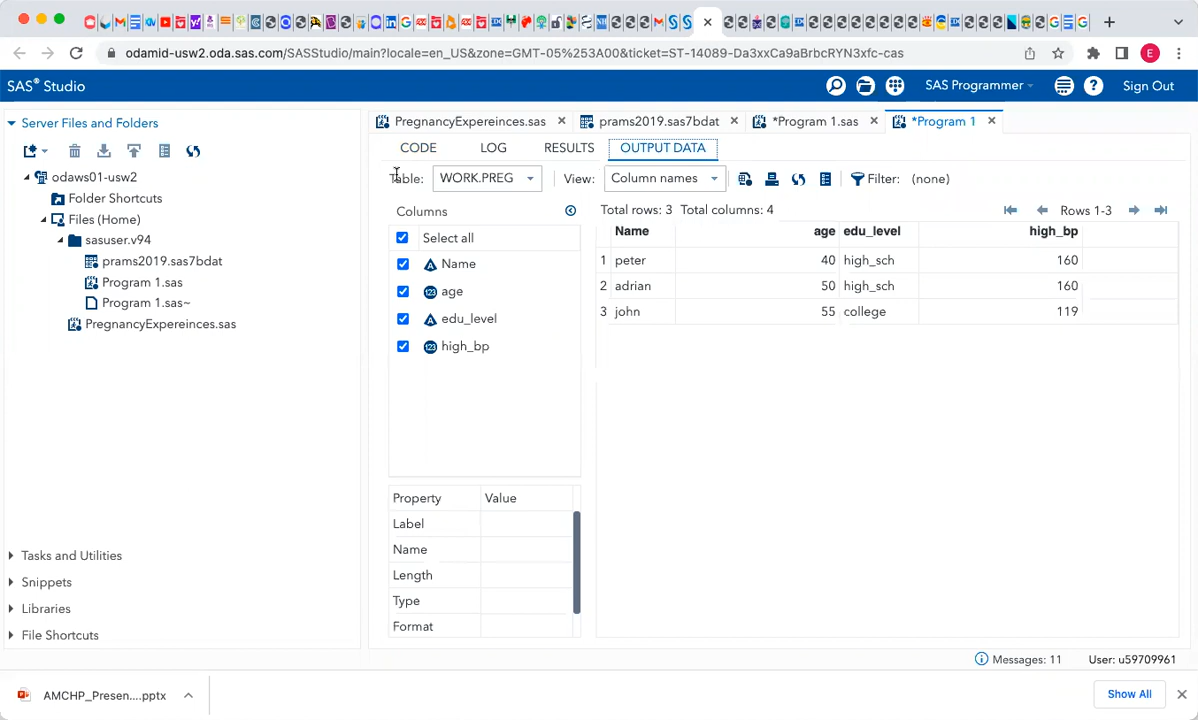 odamid-usw2.oda.sas.com/SASStudio/main?locale=en_US&zone=GMT-05%253A00&ticket=ST-14089-Da3xxCa9aBrbcRYN3xfc-cas
E
SAS® Studio
SAS Programmer
Sign Out
Server Files and Folders
PregnancyExpereinces.sas
prams2019.sas7bdat
*Program 1.sas
*Program 1
CODE
LOG
RESULTS
OUTPUT DATA
odaws01-usw2
Table:
WORK.PREG
View:
Column names
Filter: (none)
Folder Shortcuts
Files (Home)
sasuser.v94
prams2019.sas7bdat
Program 1.sas
Program 1.sas~
PregnancyExpereinces.sas
Columns
Total rows: 3 Total columns: 4
Rows 1-3
Select all
Name
age
edu_level
high_bp
Name age edu_level high_bp
1 peter 40 high_sch 160
2 adrian 50 high_sch 160
3 john 55 college 119
Property Value
Label
Name
Length
Type
Format
Tasks and Utilities
Snippets
Libraries
File Shortcuts
Messages: 11
User: u59709961
AMCHP_Presen....pptx
Show All